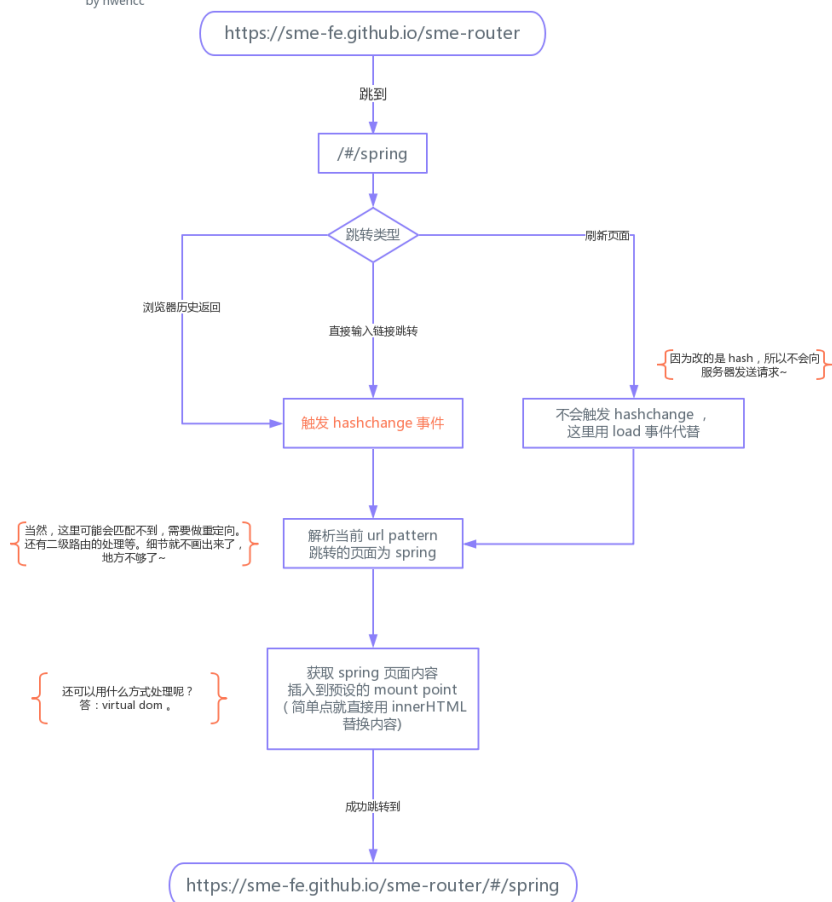 by hwencc
https://sme-fe.github.io/sme-router
跳到
/#/spring
跳转类型
刷新页面
浏览器历史返回
直接输入链接跳转
因为改的是 hash，所以不会向
服务器发送请求~
触发 hashchange 事件
不会触发 hashchange ，
这里用 load 事件代替
当然，这里可能会匹配不到，需要做重定向。
还有二级路由的处理等。细节就不画出来了，
地方不够了~
解析当前 url pattern
跳转的页面为 spring
还可以用什么方式处理呢？
答：virtual dom 。
获取 spring 页面内容
插入到预设的 mount point
（简单点就直接用 innerHTML
替换内容)
成功跳转到
https://sme-fe.github.io/sme-router/#/spring